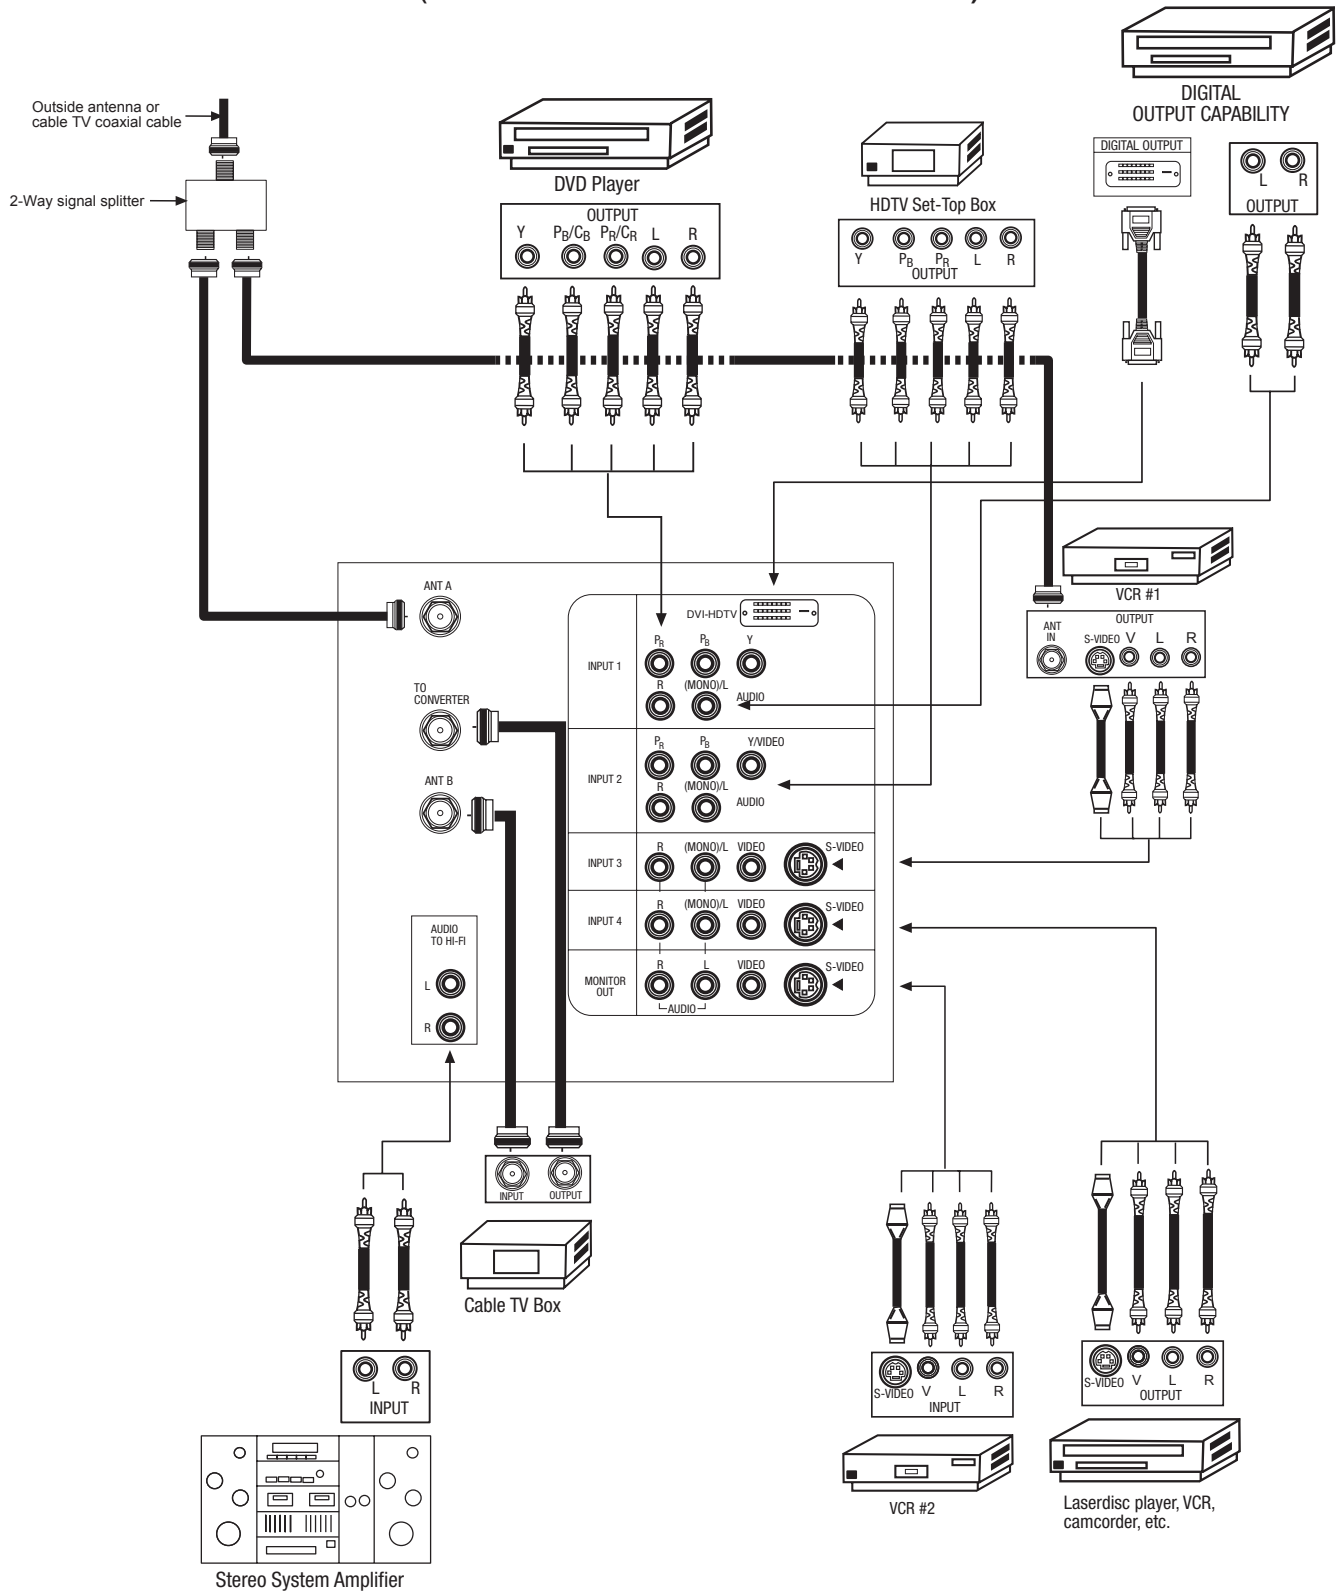 DIGITAL
OUTPUT CAPABILITY
Outside antenna or
cable TV coaxial cable
2-Way signal splitter
DVD Player
OUTPUT
Y PB/CB PR/CR L R
HDTV Set-Top Box
Y PB PR L R
OUTPUT
DIGITAL OUTPUT
L R
OUTPUT
VCR #1
OUTPUT
ANT
IN
S-VIDEO V L R
ANT A
TO
CONVERTER
ANT B
AUDIO
TO HI-FI
L
R
DVI-HDTV
INPUT 1
PR PB Y
R (MONO)/L AUDIO
INPUT 2
PR PB Y/VIDEO
R (MONO)/L AUDIO
INPUT 3
R (MONO)/L VIDEO S-VIDEO
INPUT 4
R (MONO)/L VIDEO S-VIDEO
MONITOR
OUT
R L VIDEO S-VIDEO
AUDIO
INPUT OUTPUT
Cable TV Box
L R
INPUT
Stereo System Amplifier
S-VIDEO V L R
INPUT
VCR #2
S-VIDEO V L R
OUTPUT
Laserdisc player, VCR,
camcorder, etc.